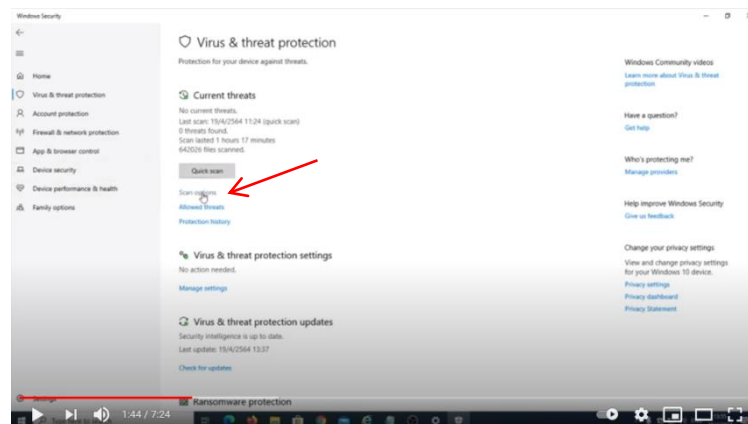 Windows Security
Home
Virus & threat protection
Account protection
Firewall & network protection
App & browser control
Device security
Device performance & health
Family options
Settings
Virus & threat protection
Protection for your device against threats.
Current threats
No current threats.
Last scan: 19/4/2564 11:24 (quick scan)
0 threats found.
Scan lasted 1 hours 17 minutes
642026 files scanned.
Quick scan
Scan options
Allowed threats
Protection history
Virus & threat protection settings
No action needed.
Manage settings
Virus & threat protection updates
Security intelligence is up to date.
Last update: 19/4/2564 13:37
Check for updates
Ransomware protection
Windows Community videos
Learn more about Virus & threat
protection
Have a question?
Get help
Who's protecting me?
Manage providers
Help improve Windows Security
Give us feedback
Change your privacy settings
View and change privacy settings
for your Windows 10 device.
Privacy settings
Privacy dashboard
Privacy Statement
1:44 / 7:24